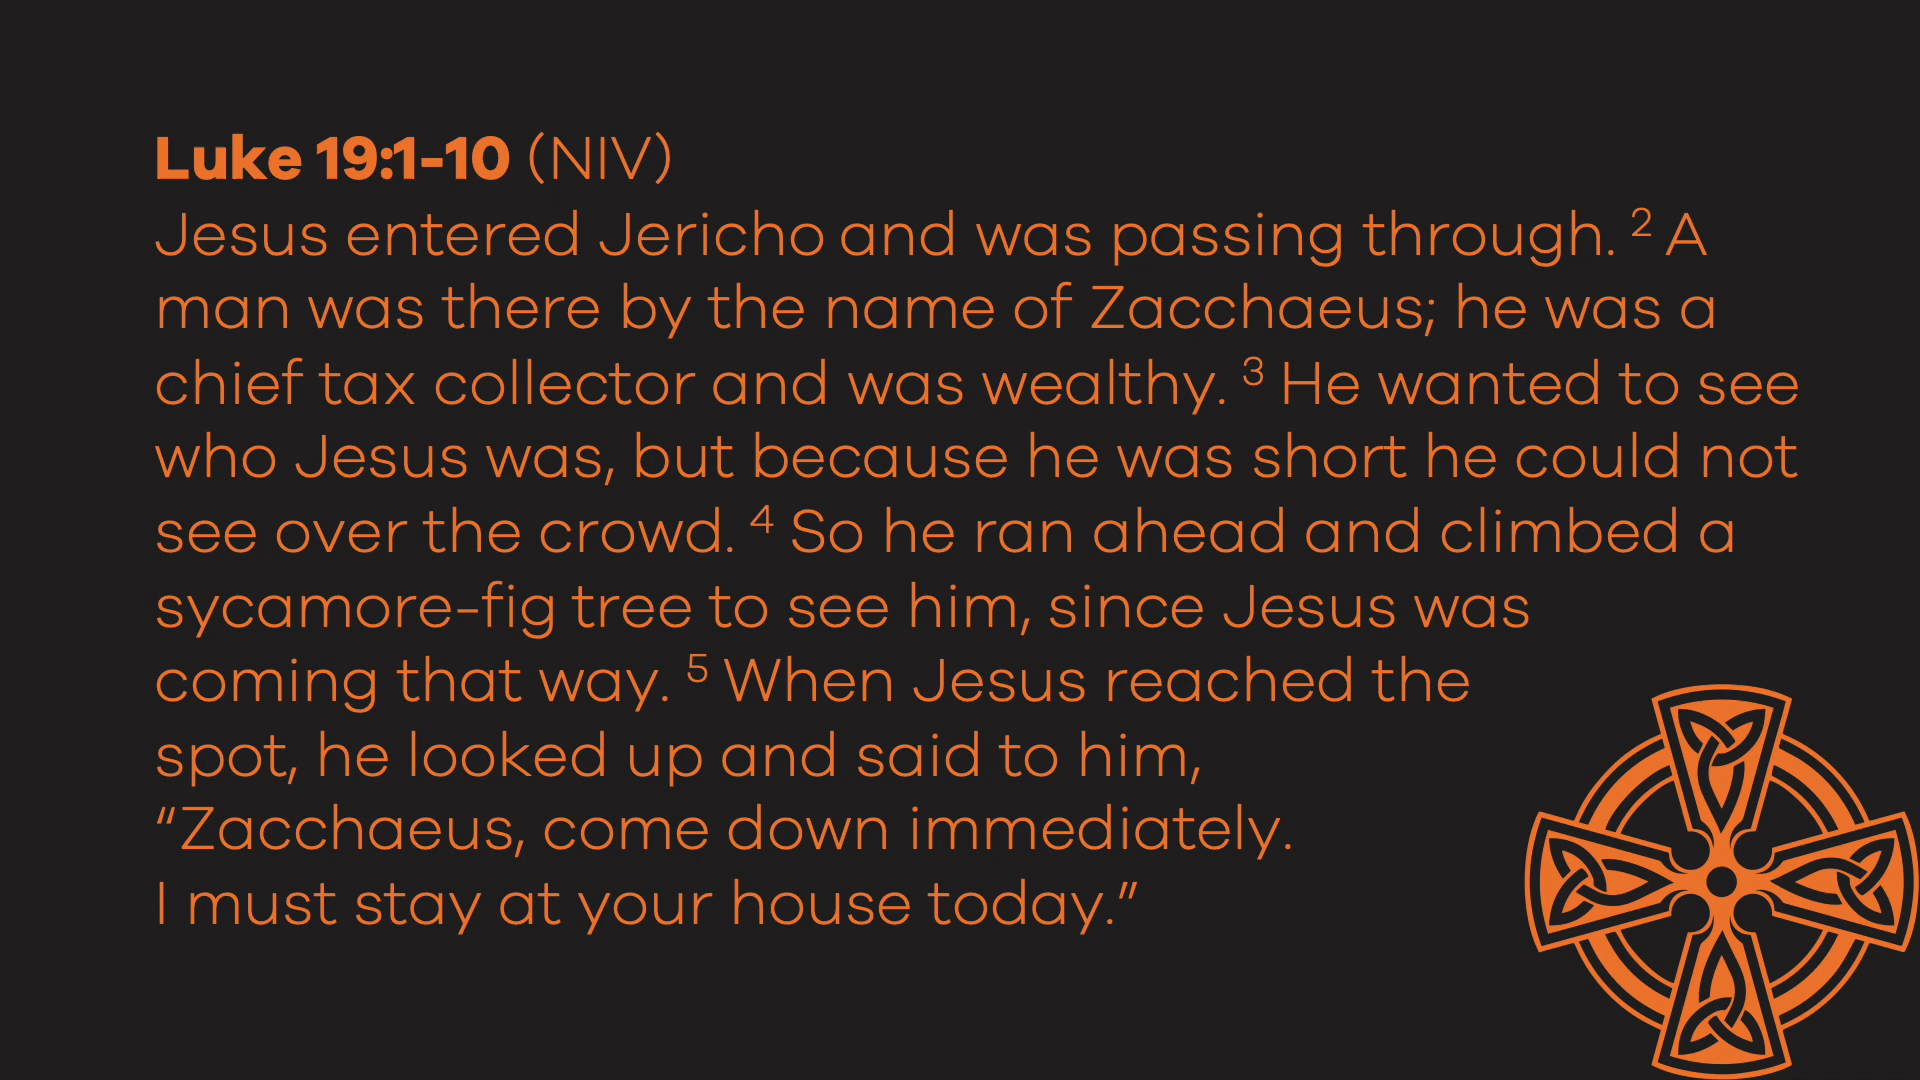 Luke 19:1-10 (NIV)
Jesus entered Jericho and was passing through. ² A
man was there by the name of Zacchaeus; he was a
chief tax collector and was wealthy. ³ He wanted to see
who Jesus was, but because he was short he could not
see over the crowd. ⁴ So he ran ahead and climbed a
sycamore-fig tree to see him, since Jesus was
coming that way. ⁵ When Jesus reached the
spot, he looked up and said to him,
“Zacchaeus, come down immediately.
I must stay at your house today.”